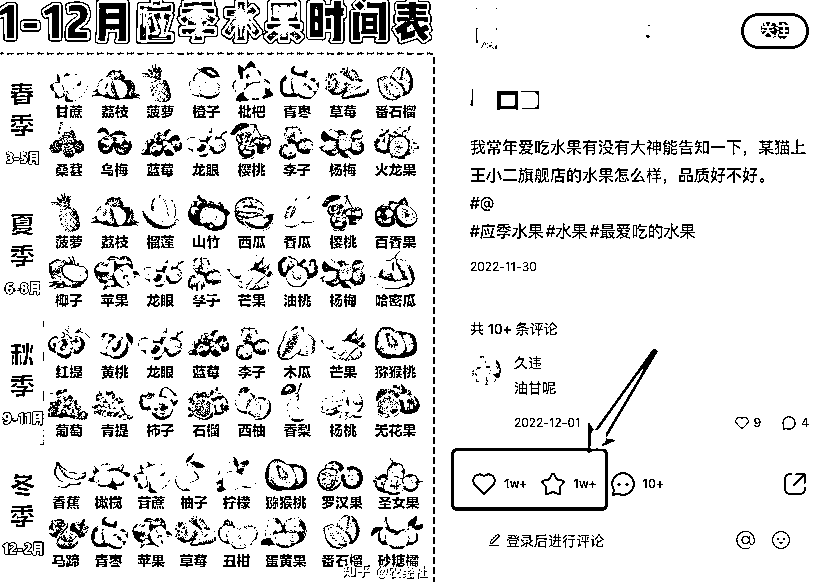 1-12月应季水果时间表
春季
3-5月
甘蔗 荔枝 菠萝 橙子 枇杷 青枣 草莓 番石榴
桑葚 乌梅 蓝莓 龙眼 樱桃 李子 杨梅 火龙果
夏季
6-8月
菠萝 荔枝 榴莲 山竹 西瓜 香瓜 樱桃 百香果
椰子 苹果 龙眼 李子 芒果 油桃 杨梅 哈密瓜
秋季
9-11月
红提 黄桃 龙眼 蓝莓 李子 木瓜 芒果 猕猴桃
葡萄 青提 柿子 石榴 西柚 香梨 杨桃 无花果
冬季
12-2月
香蕉 橄榄 甘蔗 柚子 柠檬 猕猴桃 罗汉果 圣女果
马蹄 青枣 苹果 草莓 丑柑 蛋黄果 番石榴 砂糖橘
关注
我常年爱吃水果有没有大神能告知一下，某猫上
王小二旗舰店的水果怎么样，品质好不好。
#@
#应季水果#水果#最爱吃的水果
2022-11-30
共 10+ 条评论
久违
油甘呢
2022-12-01
9 4
1w+ 1w+ 10+
登录后进行评论